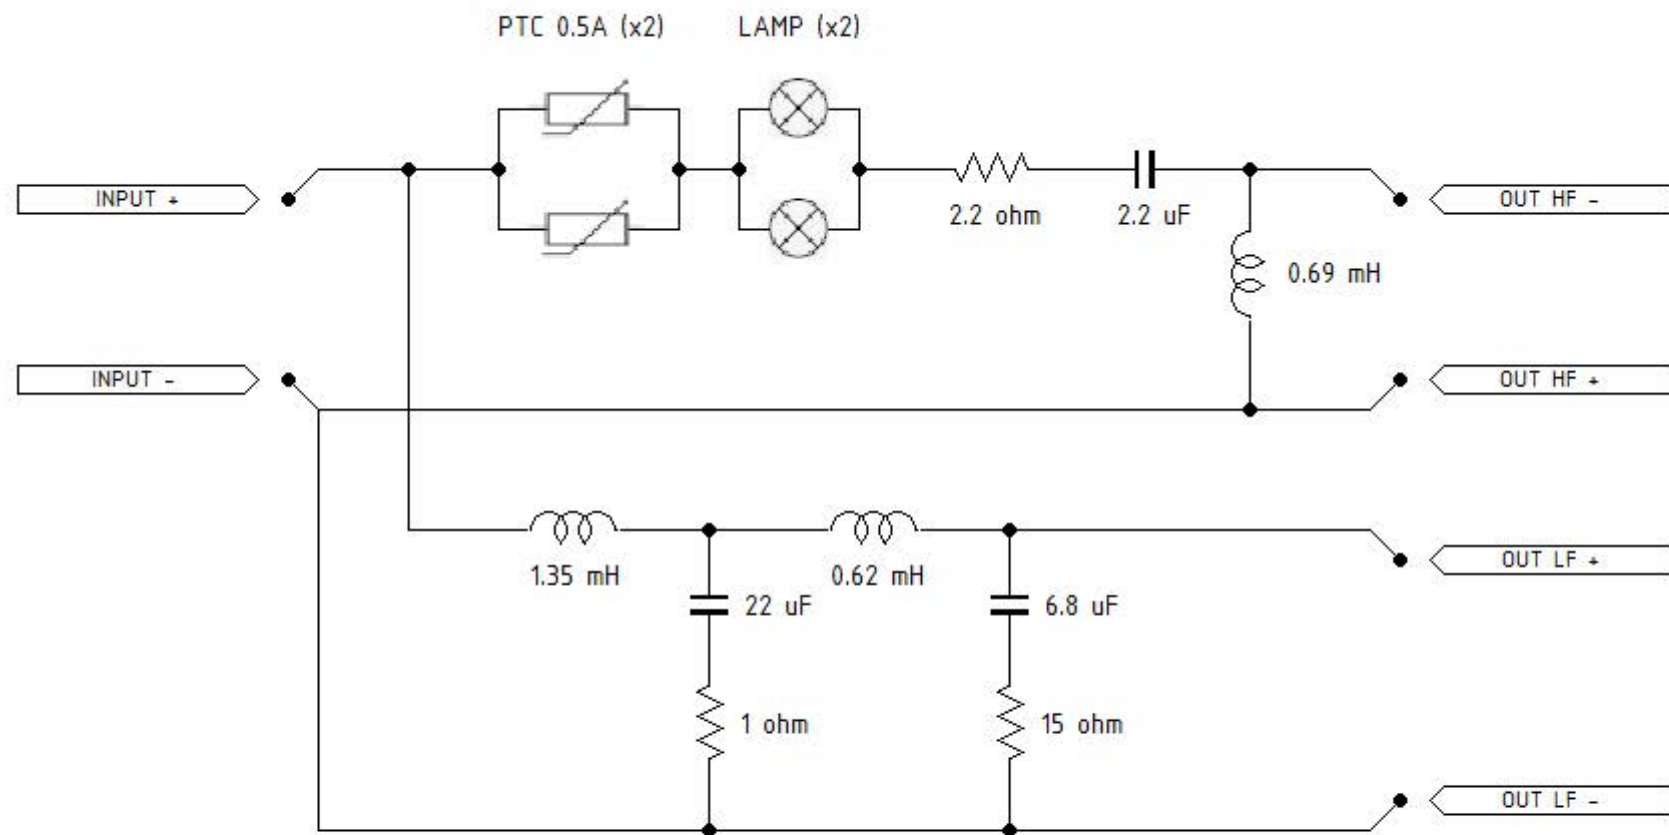 PTC 0.5A (x2)
LAMP (x2)
INPUT +
2.2 ohm
2.2 uF
OUT HF -
0.69 mH
INPUT -
OUT HF +
1.35 mH
0.62 mH
OUT LF +
22 uF
6.8 uF
1 ohm
15 ohm
OUT LF -